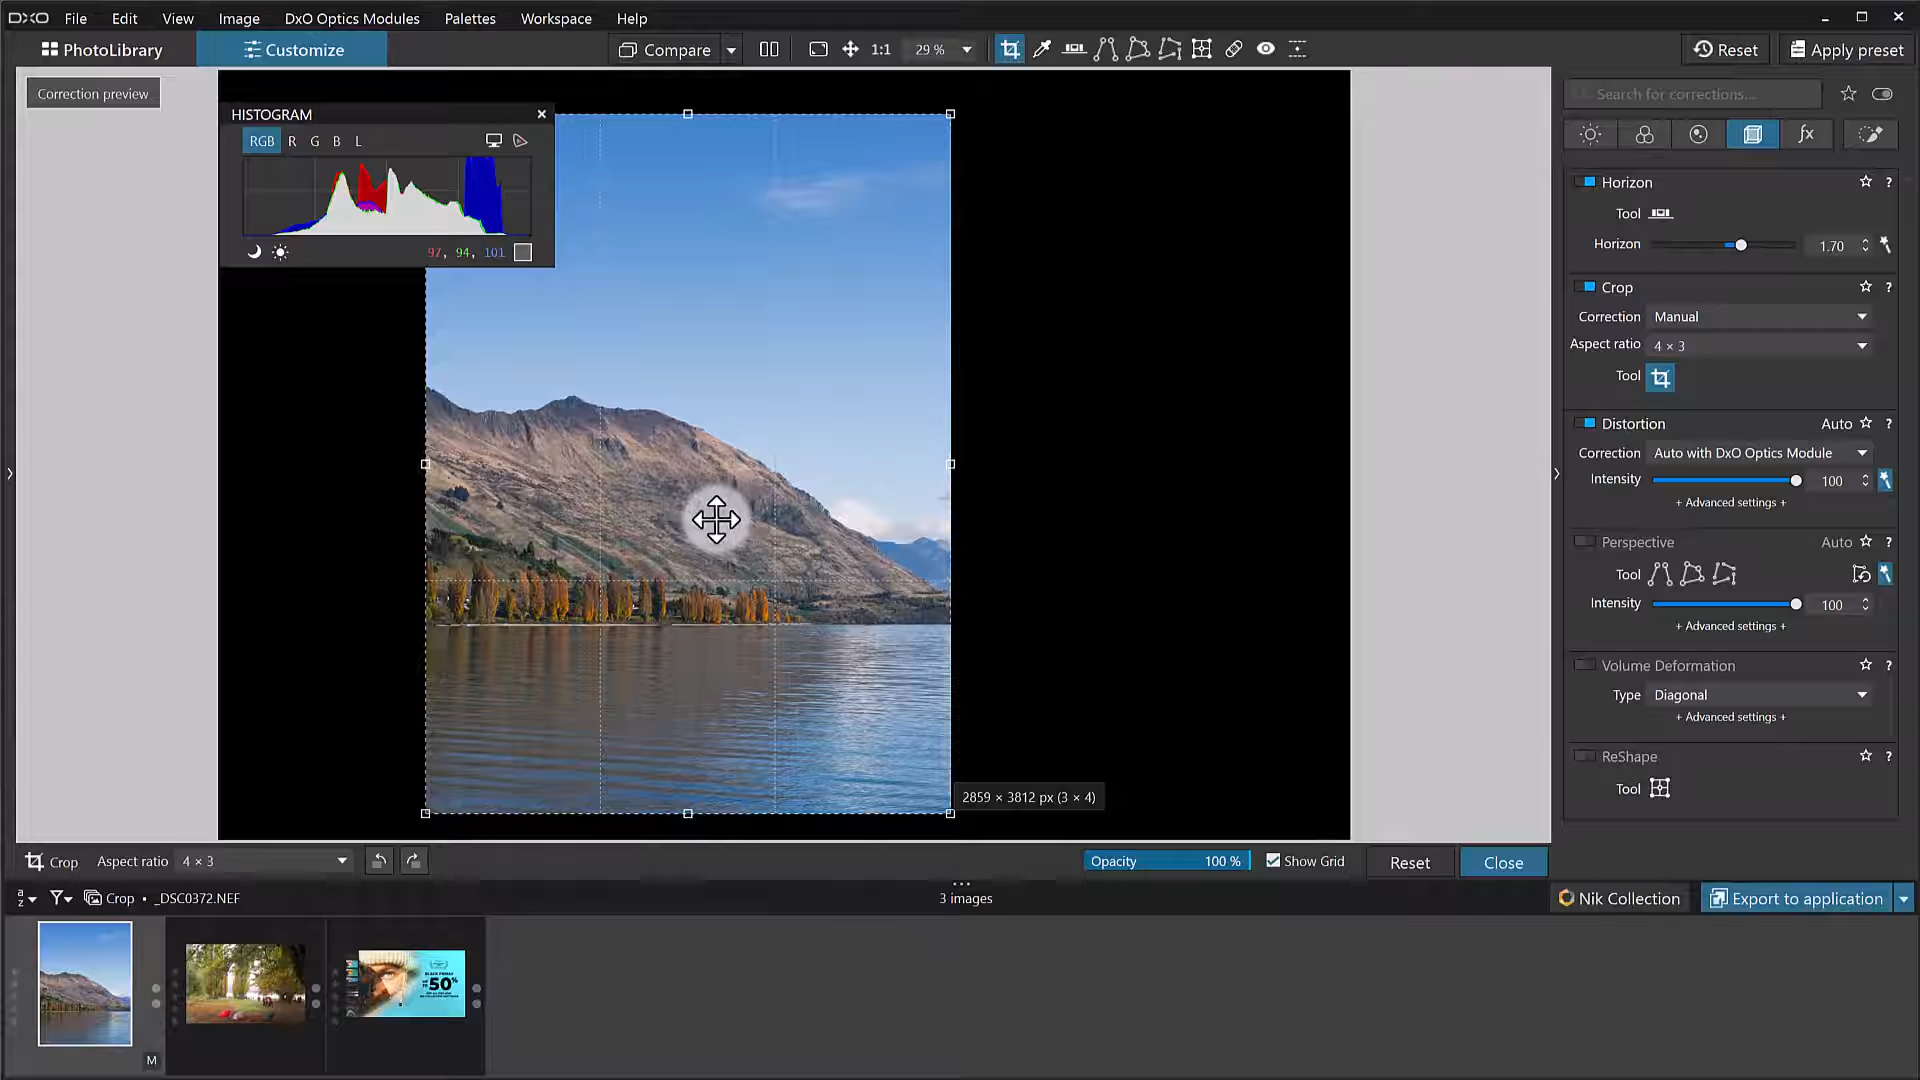 DXO File Edit View Image DxO Optics Modules Palettes Workspace Help
PhotoLibrary Customize Compare 1:1 29 % Reset Apply preset
Correction preview
HISTOGRAM
RGB R G B L
97, 94, 101
2859 × 3812 px (3 × 4)
Search for corrections...
fx
Horizon ?
Tool
Horizon 1.70
Crop ?
Correction Manual
Aspect ratio 4 × 3
Tool
Distortion Auto ?
Correction Auto with DxO Optics Module
Intensity 100
+ Advanced settings +
Perspective Auto ?
Tool
Intensity 100
+ Advanced settings +
Volume Deformation ?
Type Diagonal
+ Advanced settings +
ReShape ?
Tool
Crop Aspect ratio 4 × 3 Opacity 100 % Show Grid Reset Close
a z Crop • _DSC0372.NEF 3 images Nik Collection Export to application
M
BLACK FRIDAY
50%